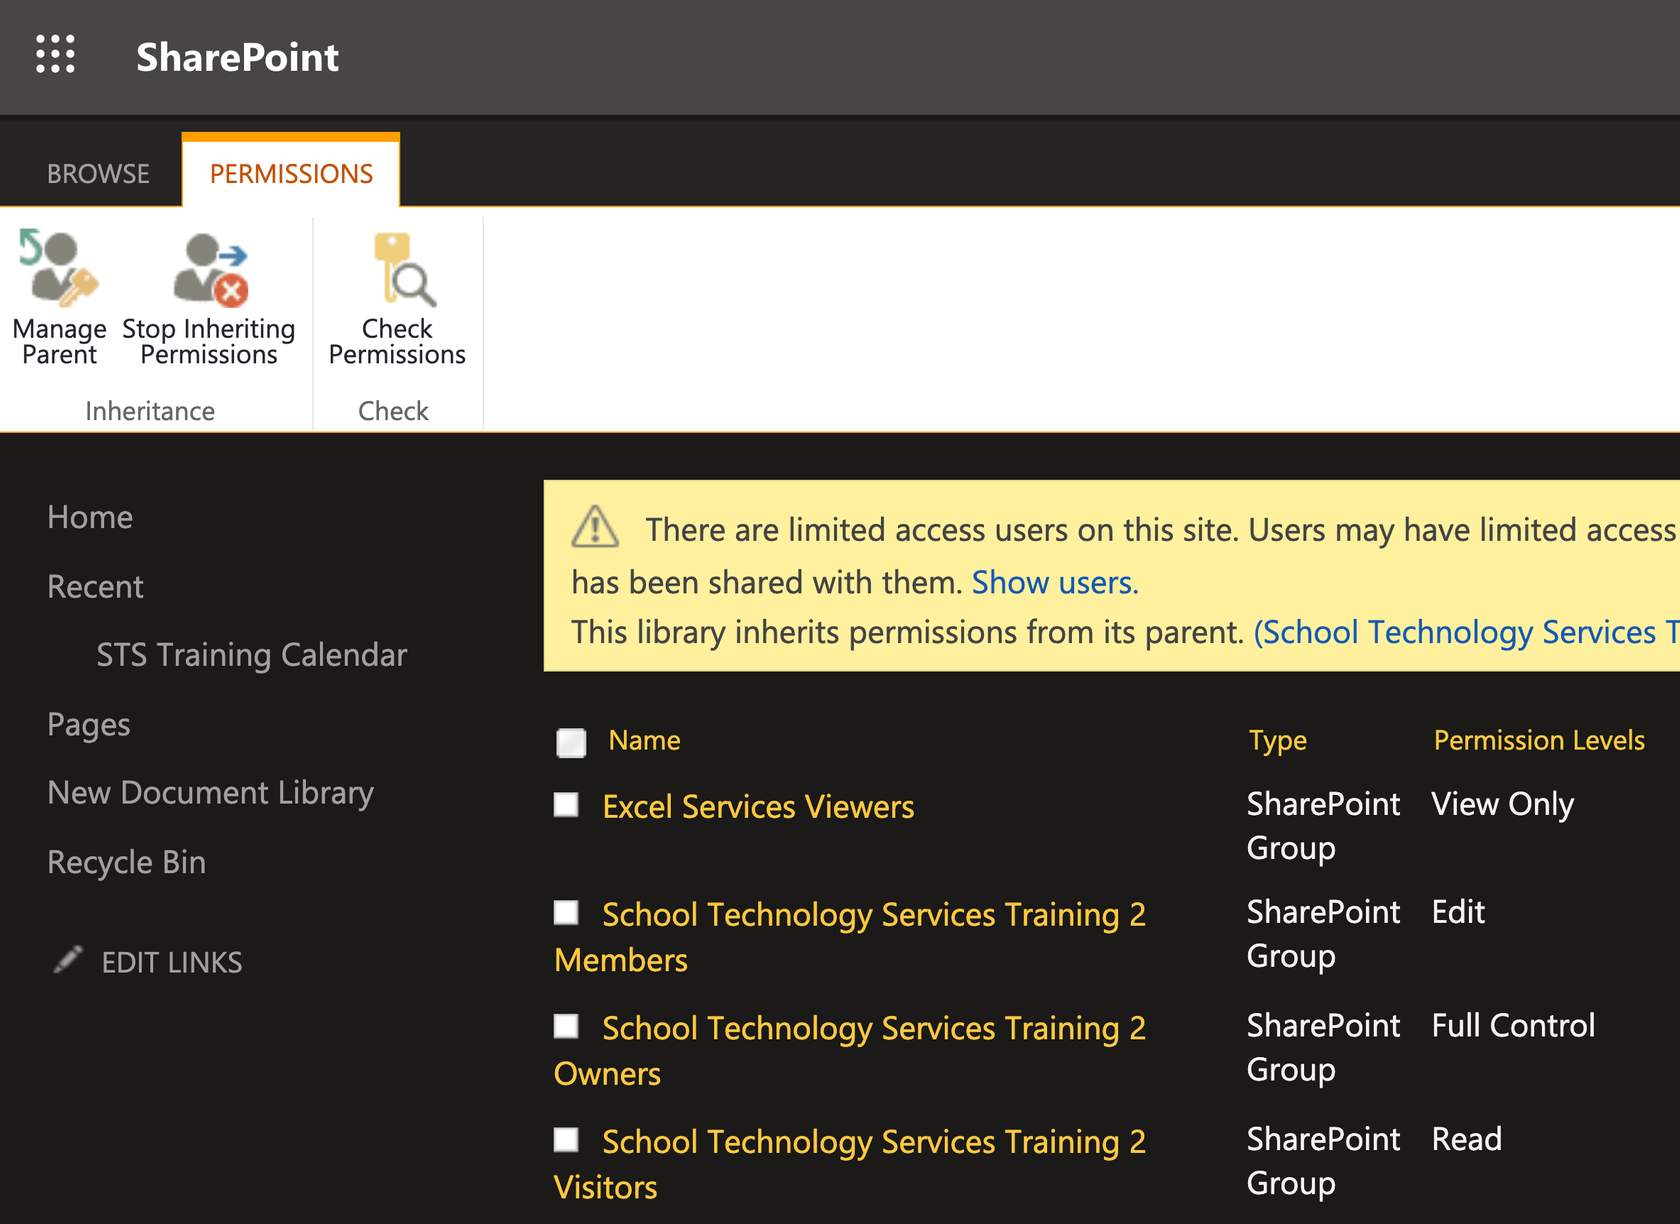 SharePoint
BROWSE
PERMISSIONS
Manage
Parent
Stop Inheriting
Permissions
Inheritance
Check
Permissions
Check
Home
Recent
STS Training Calendar
Pages
New Document Library
Recycle Bin
EDIT LINKS
There are limited access users on this site. Users may have limited access
has been shared with them. Show users.
This library inherits permissions from its parent. (School Technology Services T
Name Type Permission Levels
Excel Services Viewers SharePoint View Only
Group
School Technology Services Training 2 SharePoint Edit
Members Group
School Technology Services Training 2 SharePoint Full Control
Owners Group
School Technology Services Training 2 SharePoint Read
Visitors Group